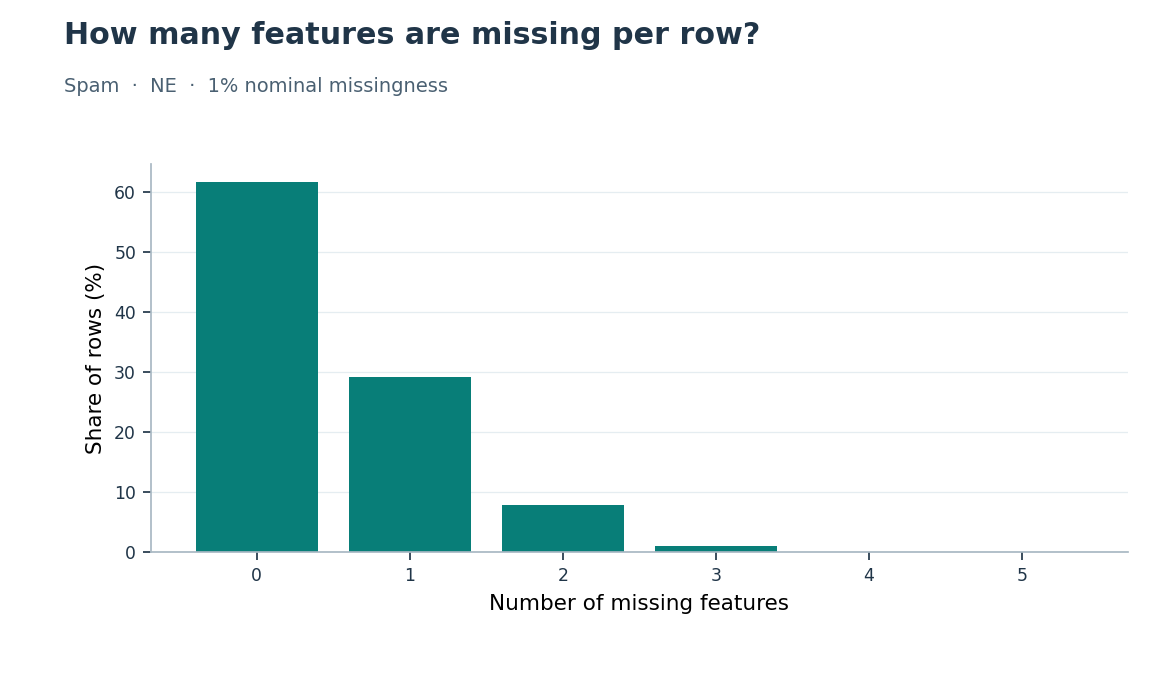 How many features are missing per row?
Spam · NE · 1% nominal missingness
Share of rows (%)
60
50
40
30
20
10
0
0 1 2 3 4 5
Number of missing features